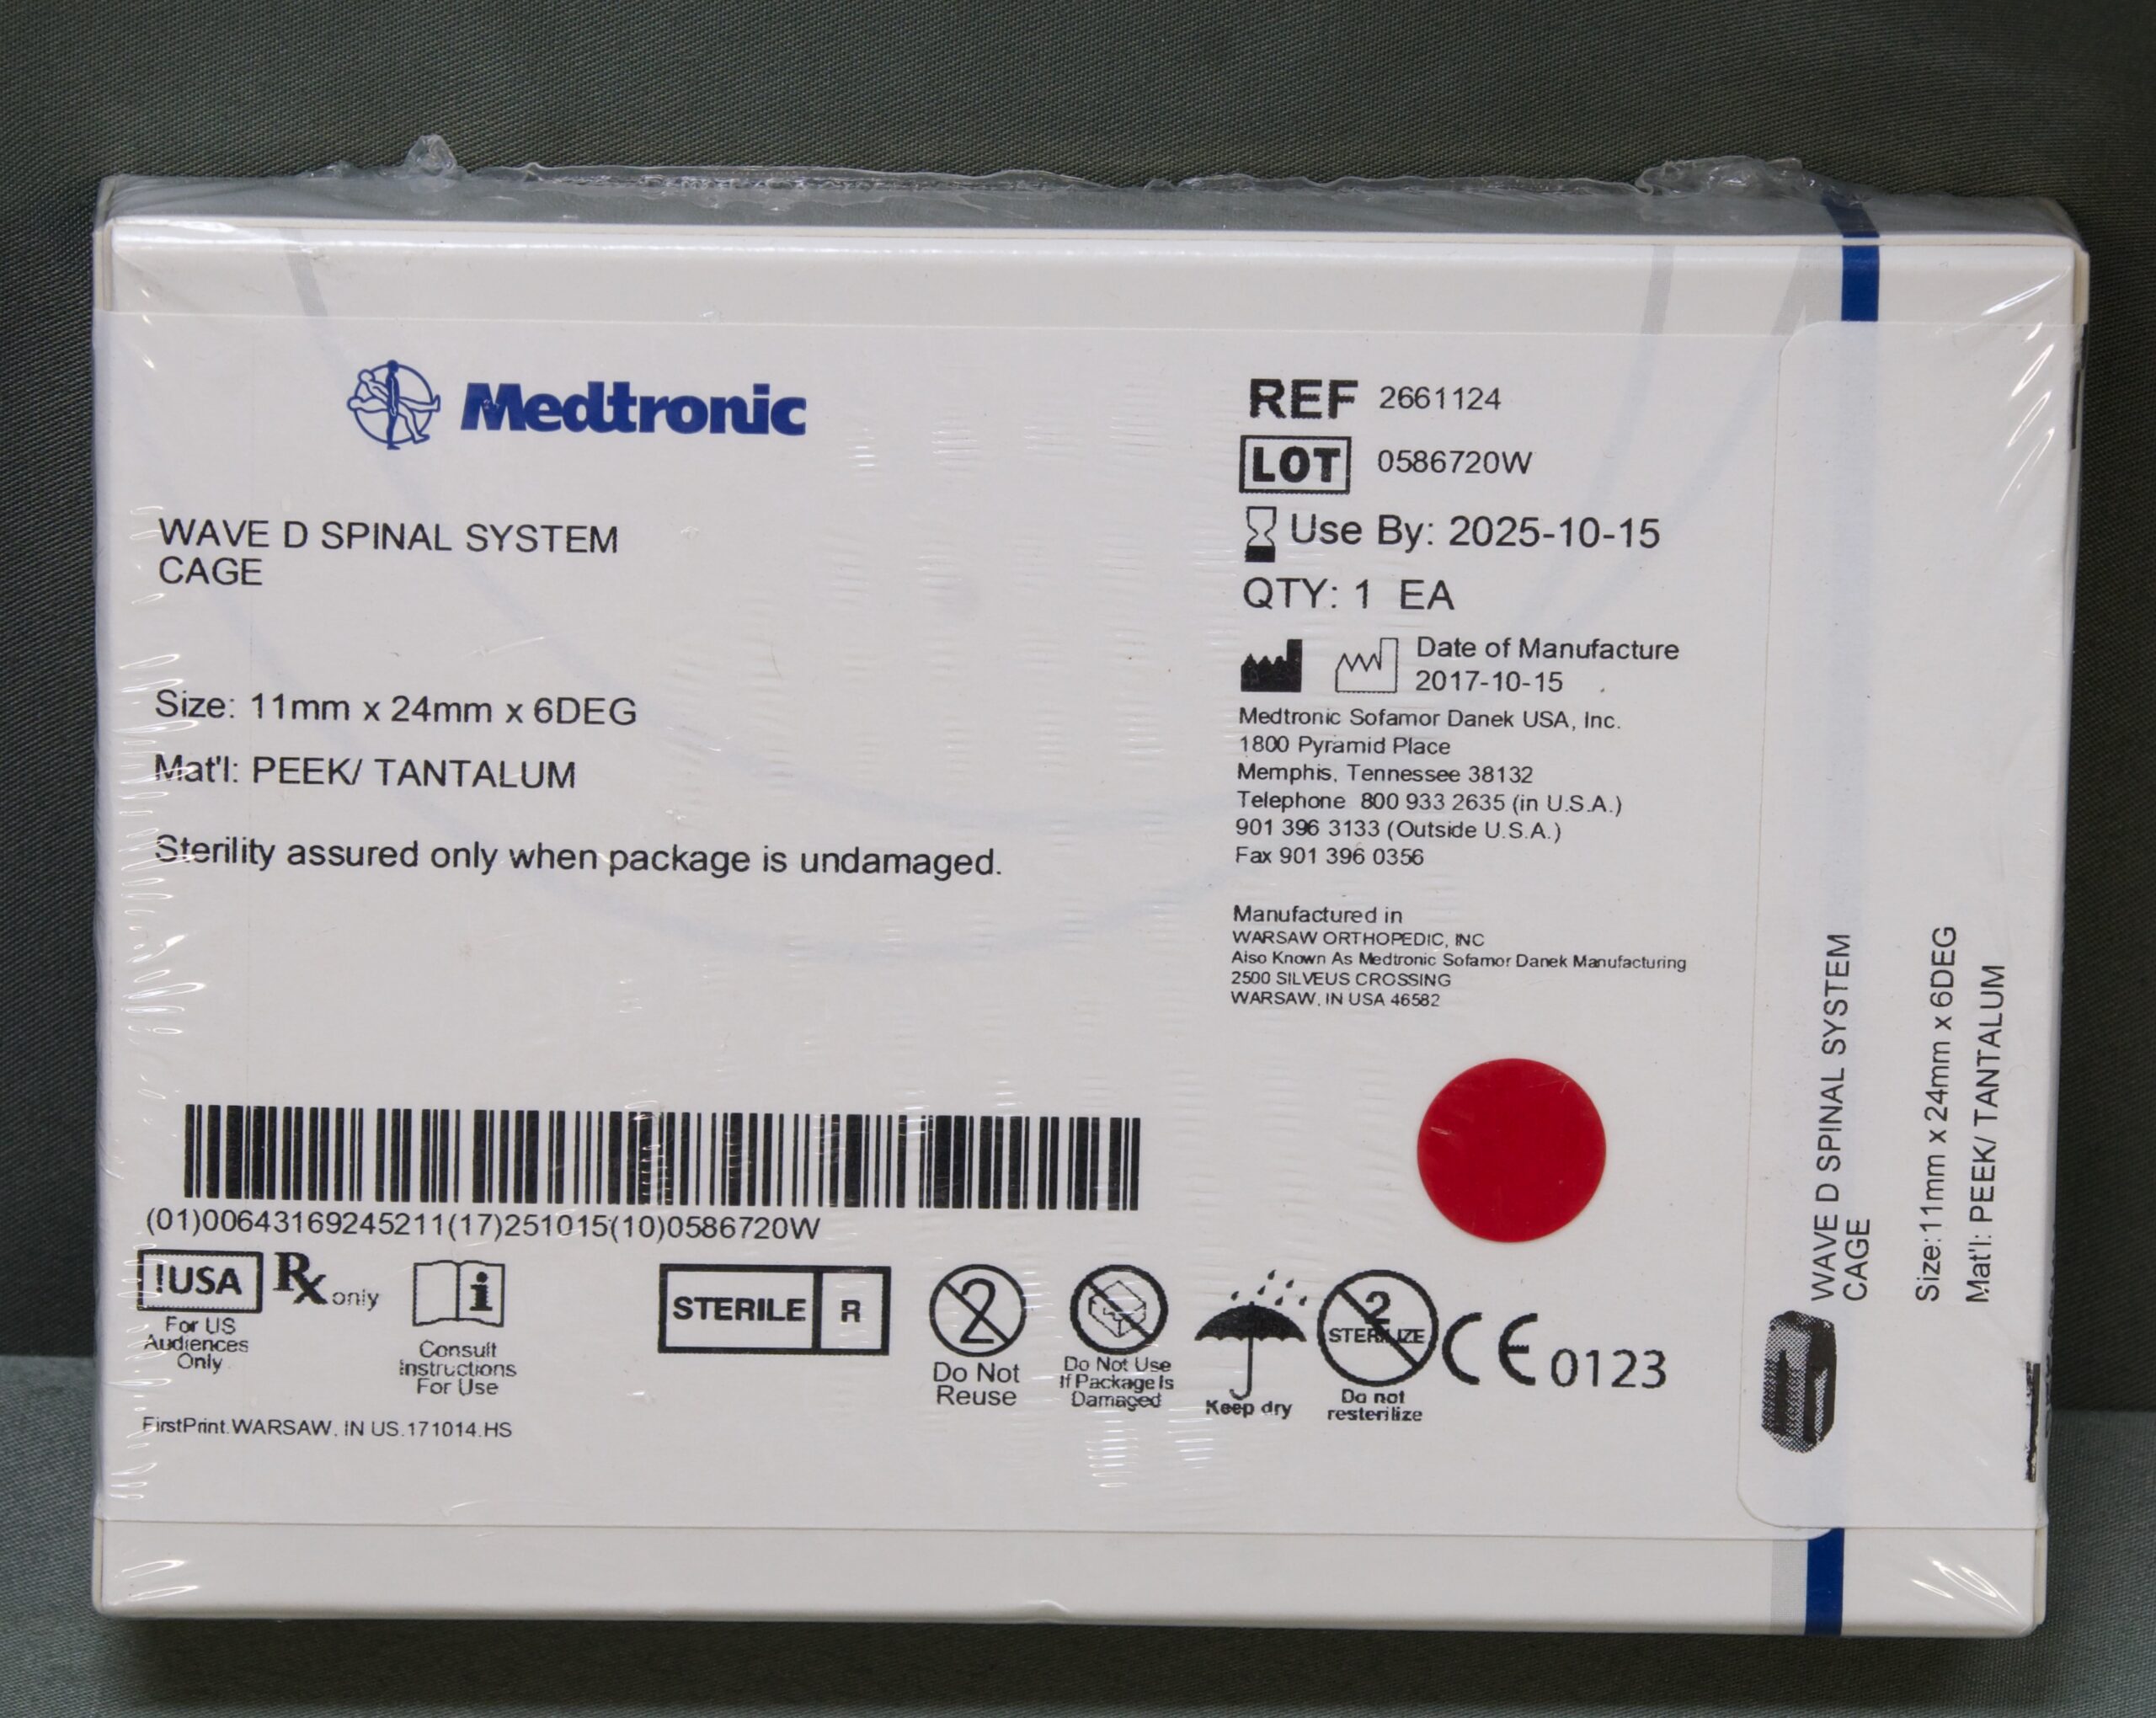 Medtronic
WAVE D SPINAL SYSTEM
CAGE
Size: 11mm x 24mm x 6DEG
Mat'l: PEEK/ TANTALUM
Sterility assured only when package is undamaged.
REF 2661124
LOT 0586720W
Use By: 2025-10-15
QTY: 1 EA
Date of Manufacture
2017-10-15
Medtronic Sofamor Danek USA, Inc.
1800 Pyramid Place
Memphis, Tennessee 38132
Telephone 800 933 2635 (in U.S.A.)
901 396 3133 (Outside U.S.A.)
Fax 901 396 0356
Manufactured in
WARSAW ORTHOPEDIC, INC
Also Known As Medtronic Sofamor Danek Manufacturing
2500 SILVEUS CROSSING
WARSAW, IN USA 46582
(01)00643169245211(17)251015(10)0586720W
!USA
For US
Audiences
Only
Rx only
i
Consult
Instructions
For Use
STERILE R
2
Do Not
Reuse
Do Not Use
If Package Is
Damaged
Keep dry
2
STERILIZE
Do not
resterilize
CE 0123
FirstPrint.WARSAW, IN US.171014.HS
WAVE D SPINAL SYSTEM
CAGE
Size: 11mm x 24mm x 6DEG
Mat'l: PEEK/ TANTALUM